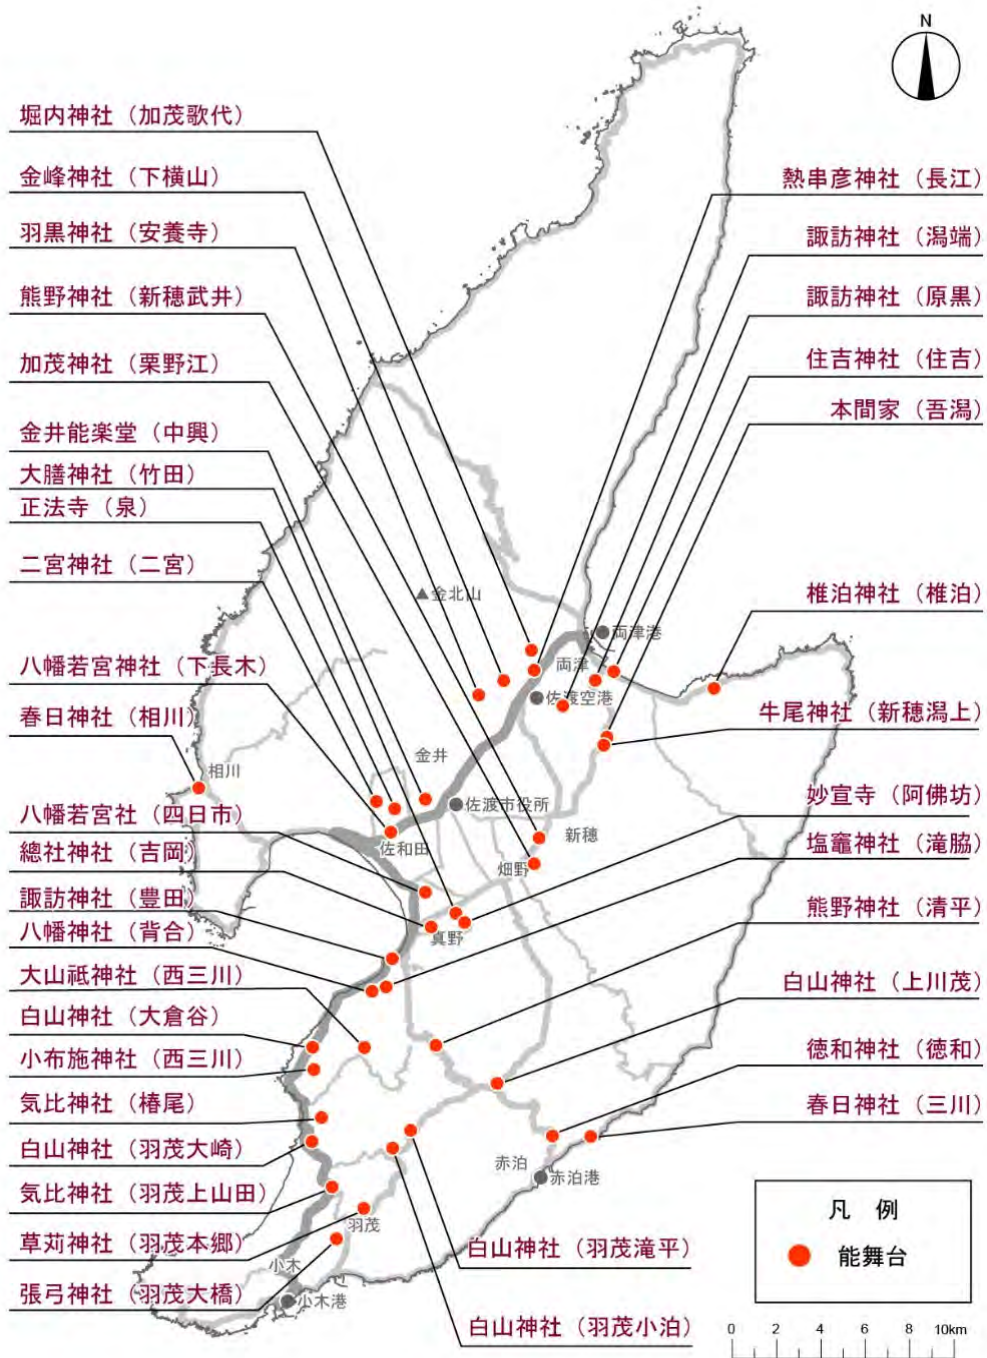 N
堀内神社（加茂歌代）
金峰神社（下横山）
羽黒神社（安養寺）
熊野神社（新穂武井）
加茂神社（栗野江）
金井能楽堂（中興）
大膳神社（竹田）
正法寺（泉）
二宮神社（二宮）
八幡若宮神社（下長木）
春日神社（相川）
八幡若宮社（四日市）
總社神社（吉岡）
諏訪神社（豊田）
八幡神社（背合）
大山祗神社（西三川）
白山神社（大倉谷）
小布施神社（西三川）
気比神社（椿尾）
白山神社（羽茂大崎）
気比神社（羽茂上山田）
草苅神社（羽茂本郷）
張弓神社（羽茂大橋）
熱串彦神社（長江）
諏訪神社（潟端）
諏訪神社（原黒）
住吉神社（住吉）
本間家（吾潟）
椎泊神社（椎泊）
牛尾神社（新穂潟上）
妙宣寺（阿佛坊）
塩竈神社（滝脇）
熊野神社（清平）
白山神社（上川茂）
徳和神社（徳和）
春日神社（三川）
白山神社（羽茂滝平）
白山神社（羽茂小泊）
金北山
両津港
両津
佐渡空港
相川
金井
佐渡市役所
佐和田
新穂
畑野
真野
赤泊
赤泊港
羽茂
小木
小木港
凡 例
能舞台
0 2 4 6 8 10km